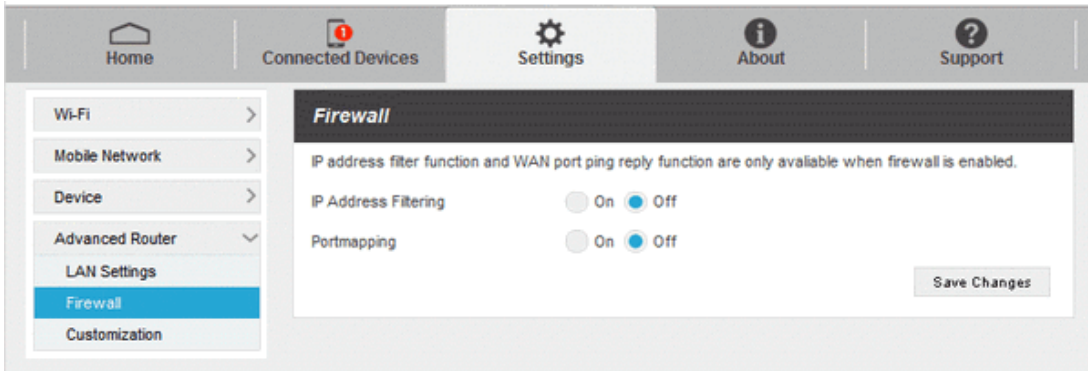 Home
1
Connected Devices
Settings
About
Support
Wi-Fi
Mobile Network
Device
Advanced Router
LAN Settings
Firewall
Customization
Firewall
IP address filter function and WAN port ping reply function are only avaliable when firewall is enabled.
IP Address Filtering On Off
Portmapping On Off
Save Changes